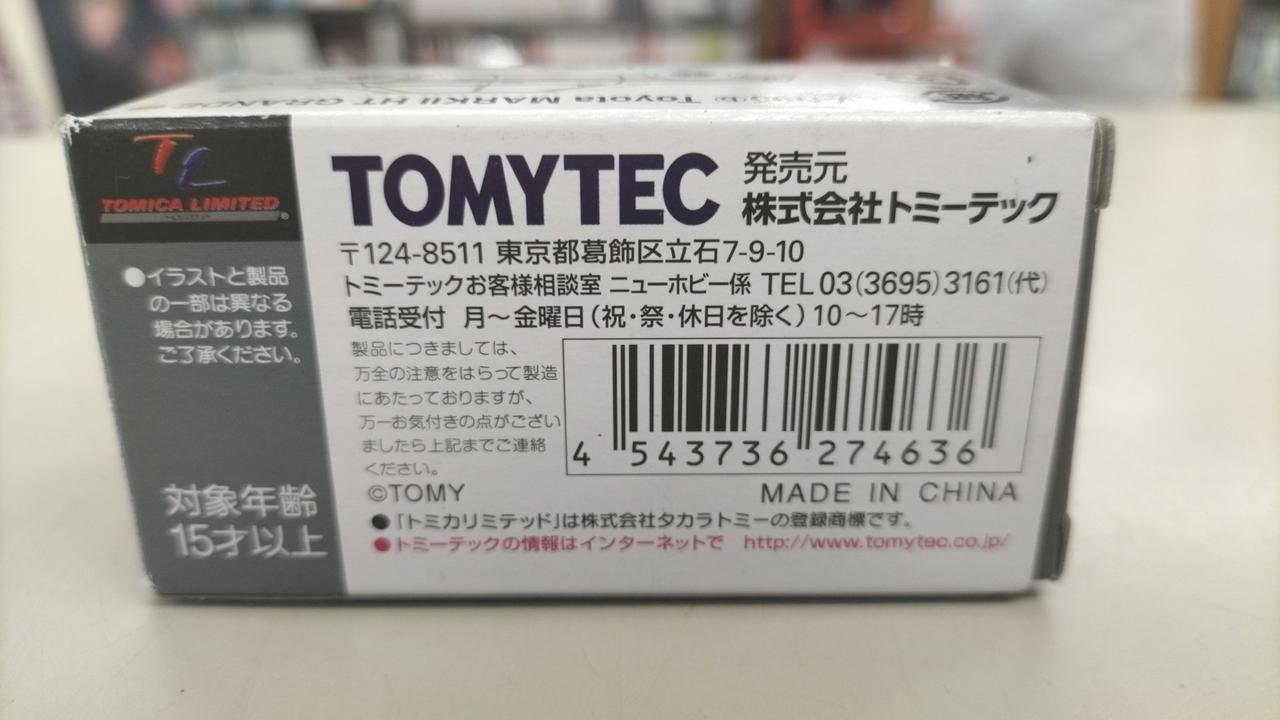 Toyota MARKII HT GRANDE
TL
TOMICA LIMITED
●イラストと製品
の一部は異なる
場合があります。
ご了承ください。
対象年齢
15才以上
TOMYTEC
発売元
株式会社トミーテック
〒124-8511 東京都葛飾区立石7-9-10
トミーテックお客様相談室 ニューホビー係 TEL 03(3695)3161(代)
電話受付 月～金曜日(祝・祭・休日を除く)10～17時
製品につきましては、
万全の注意をはらって製造
にあたっておりますが、
万一お気付きの点がござい
ましたら上記までご連絡
ください。
4 543736 274636
©TOMY
MADE IN CHINA
●「トミカリミテッド」は株式会社タカラトミーの登録商標です。
●トミーテックの情報はインターネットで http://www.tomytec.co.jp/